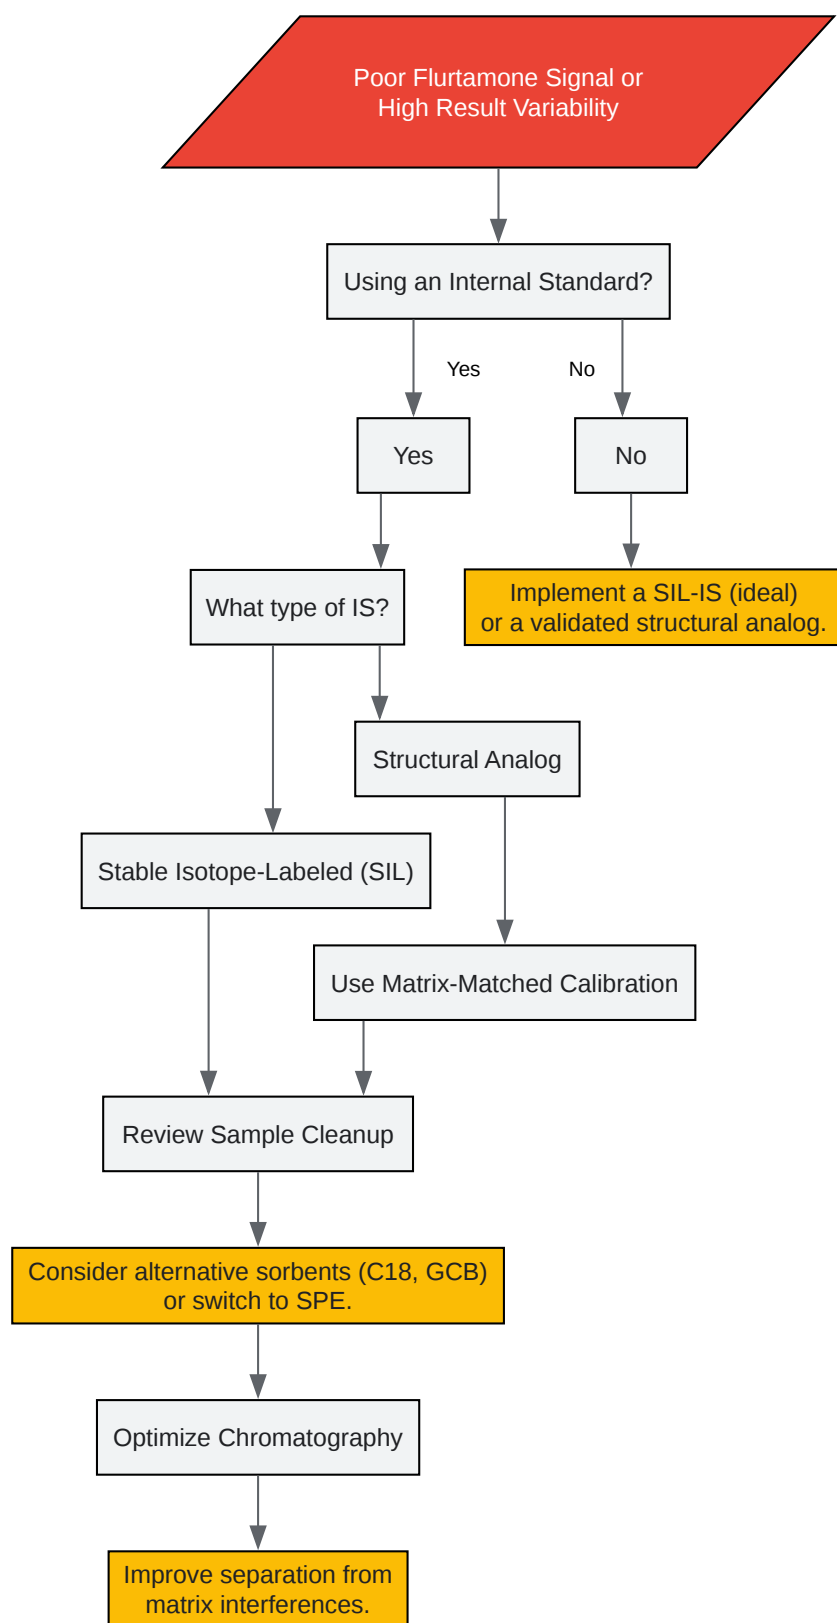 Poor Flurtamone Signal or
High Result Variability
Using an Internal Standard?
Yes
No
Yes
No
What type of IS?
Implement a SIL-IS (ideal)
or a validated structural analog.
Structural Analog
Stable Isotope-Labeled (SIL)
Use Matrix-Matched Calibration
Review Sample Cleanup
Consider alternative sorbents (C18, GCB)
or switch to SPE.
Optimize Chromatography
Improve separation from
matrix interferences.